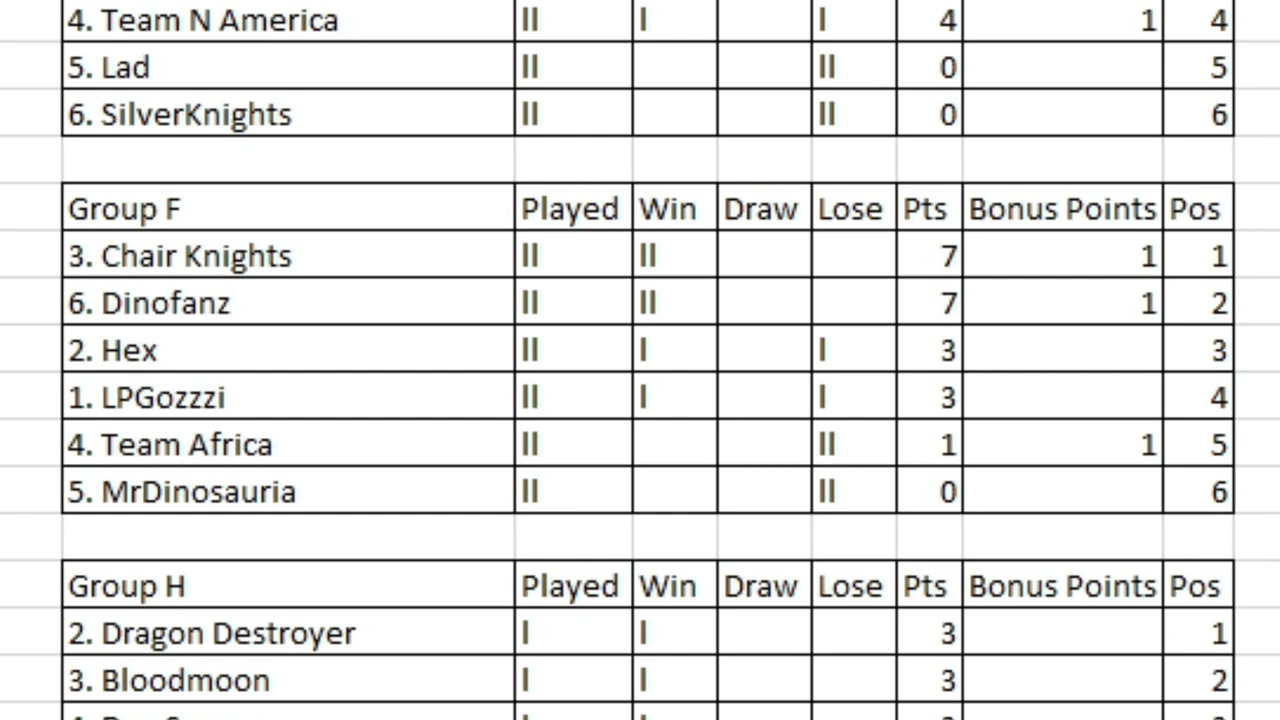 4. Team N America II I I 4 1 4
5. Lad II II 0 5
6. SilverKnights II II 0 6
Group F Played Win Draw Lose Pts Bonus Points Pos
3. Chair Knights II II 7 1 1
6. Dinofanz II II 7 1 2
2. Hex II I I 3 3
1. LPGozzzi II I I 3 4
4. Team Africa II II 1 1 5
5. MrDinosauria II II 0 6
Group H Played Win Draw Lose Pts Bonus Points Pos
2. Dragon Destroyer I I 3 1
3. Bloodmoon I I 3 2